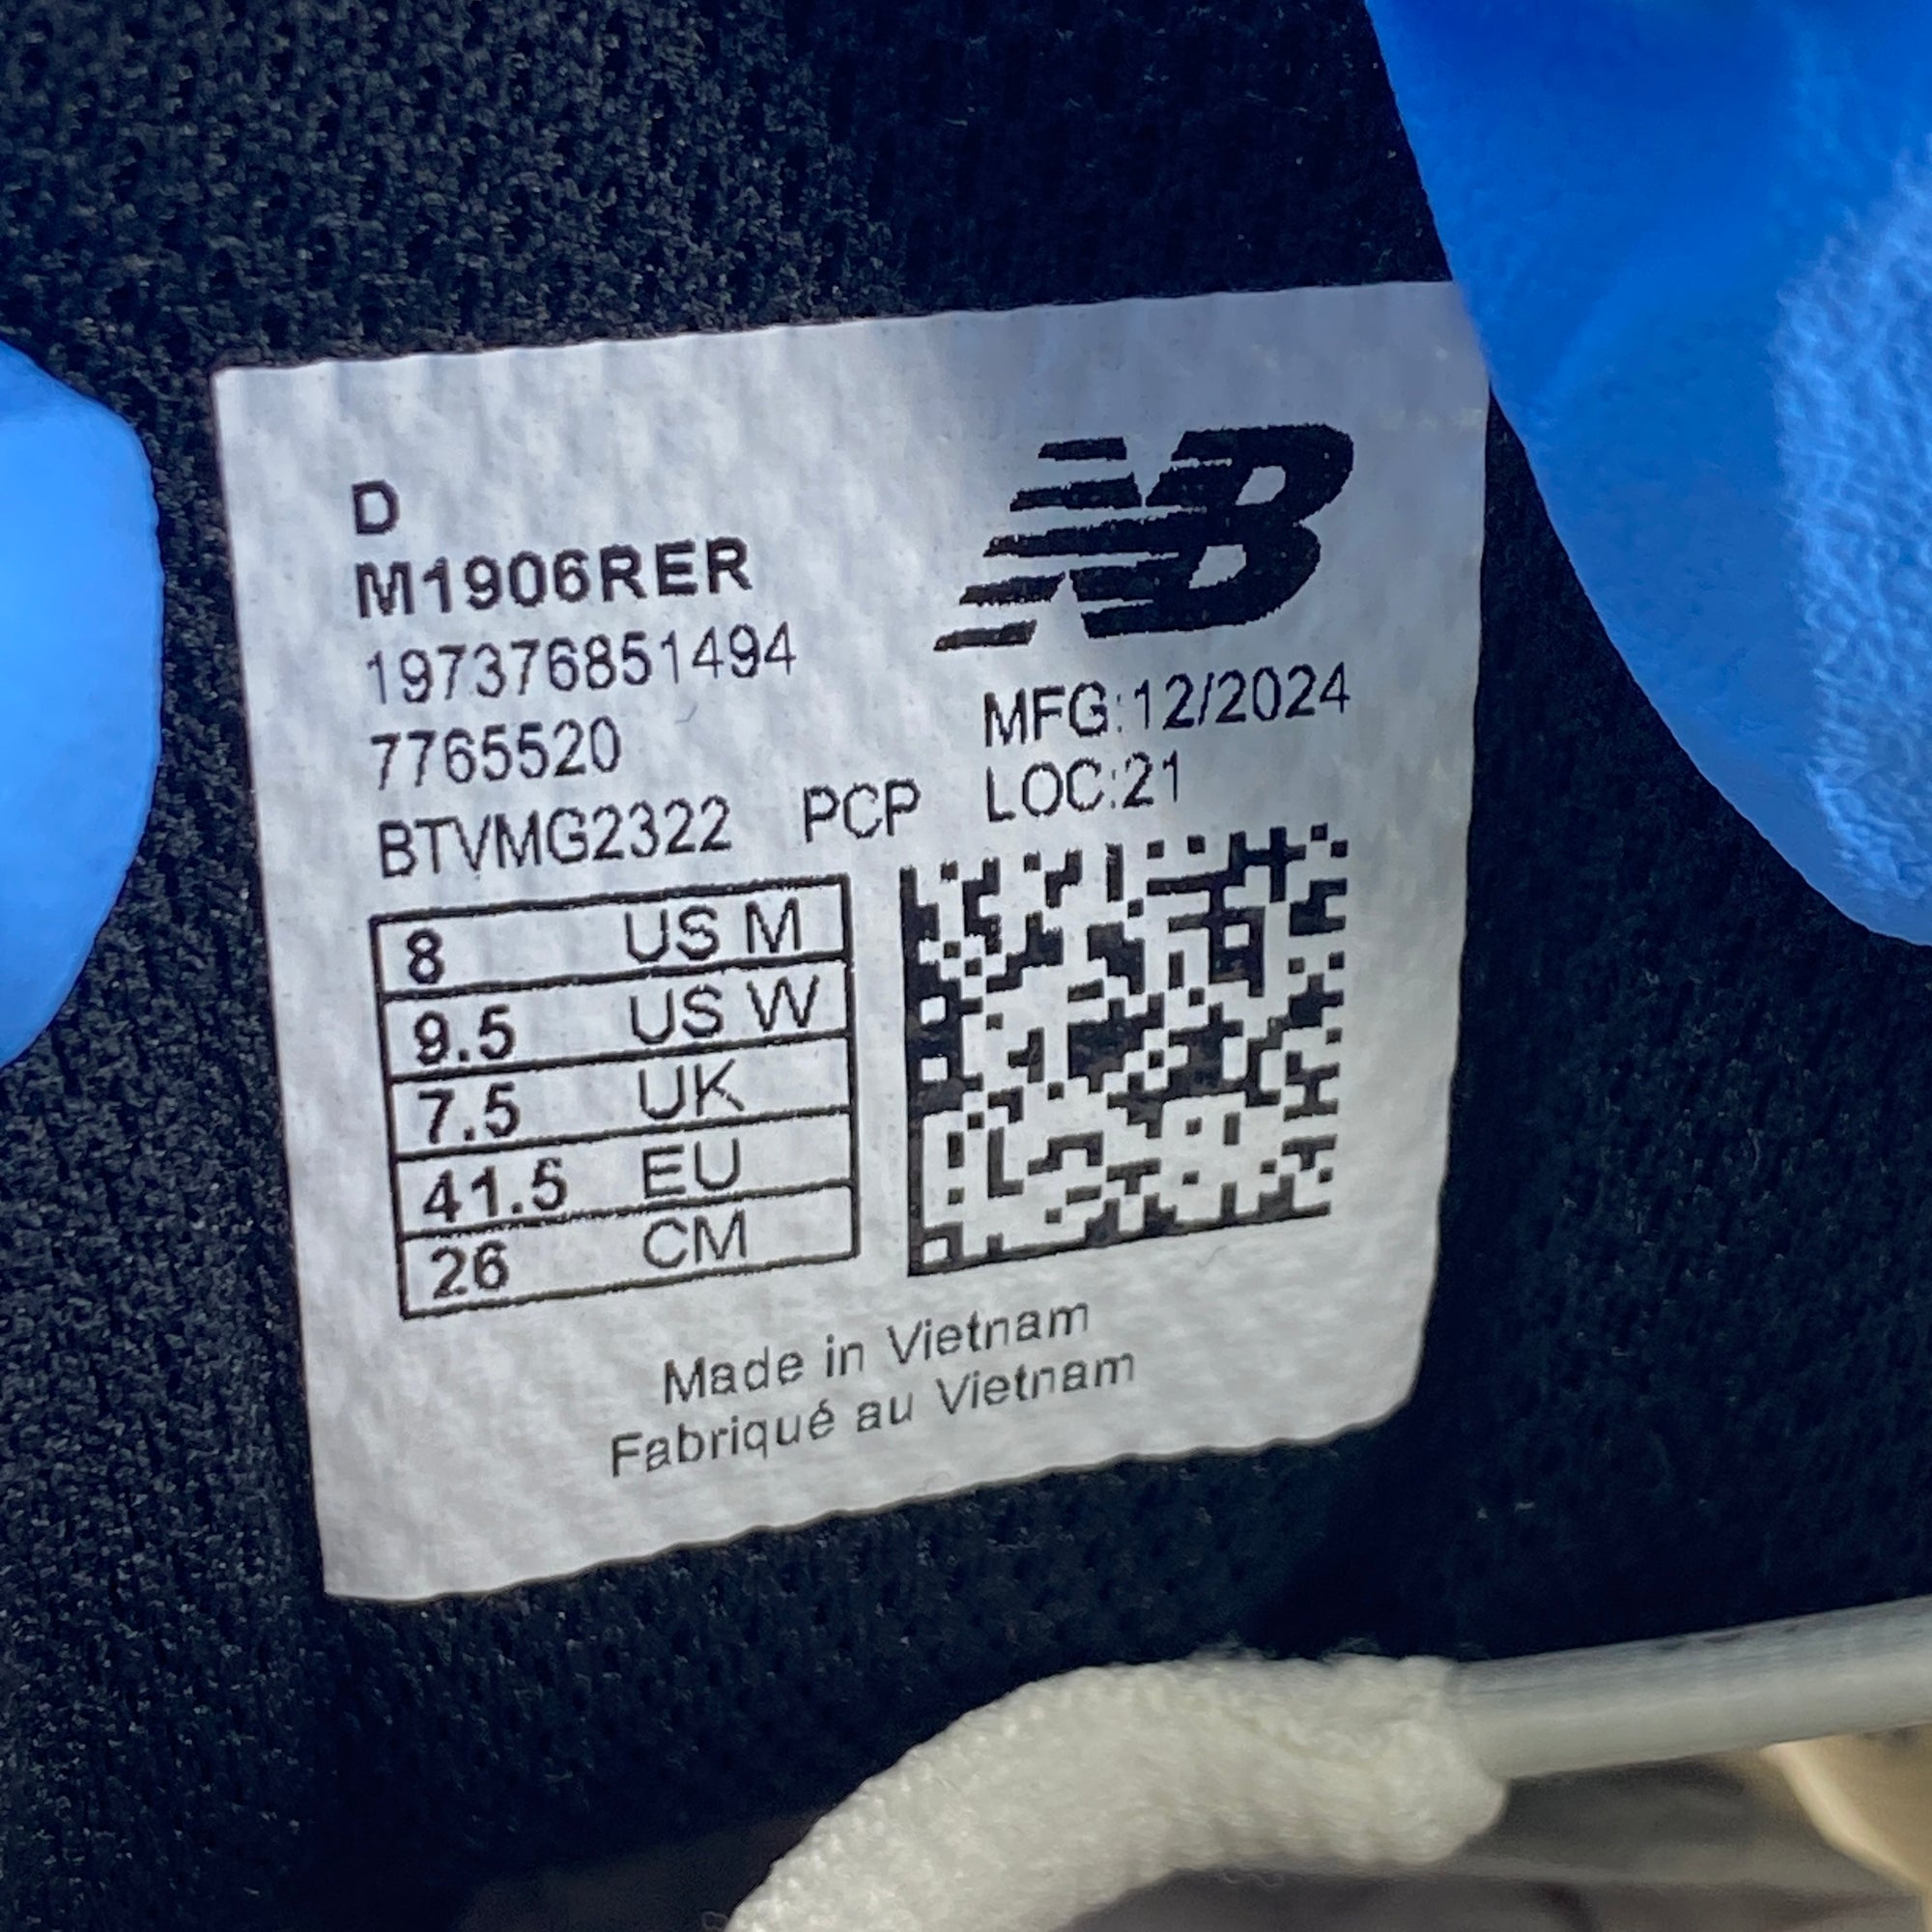 D
M1906RER
197376851494
7765520
BTVMG2322 PCP
NB
MFG:12/2024
LOC:21
8 US M
9.5 US W
7.5 UK
41.5 EU
26 CM
Made in Vietnam
Fabriqué au Vietnam